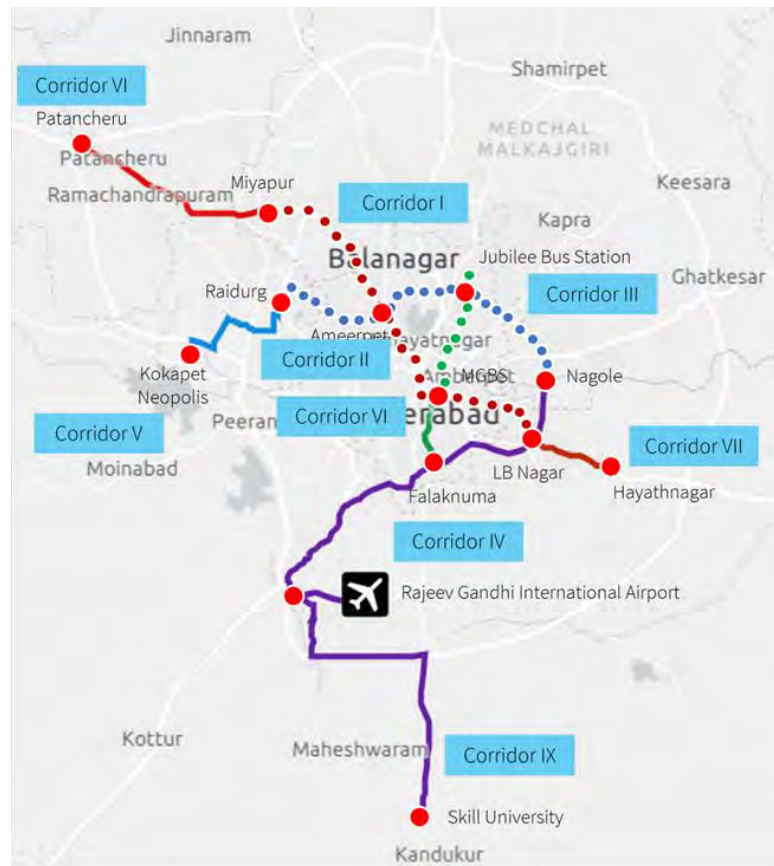 Jinnaram
Corridor VI
Shamirpet
Patancheru
MEDCHAL
MALKAJGIRI
Patancheru
Ramachandrapuram
Miyapur
Keesara
Corridor I
Kapra
Balanagar
Jubilee Bus Station
Ghatkesar
Raidurg
Corridor III
Ameerpet
Corridor II
Kokapet
Neopolis
MGBS
Nagole
Corridor V
Peeran
Corridor VI
erabad
Corridor VII
Moinabad
LB Nagar
Hayathnagar
Falaknuma
Corridor IV
Rajeev Gandhi International Airport
Kottur
Maheshwaram
Corridor IX
Skill University
Kandukur